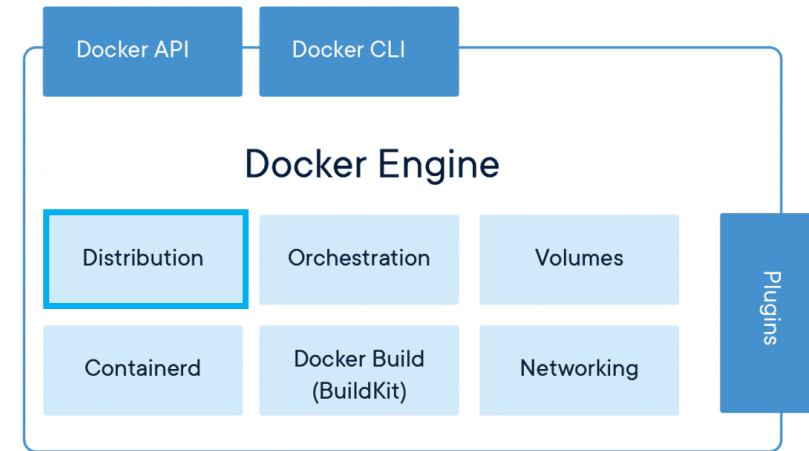 Docker API
Docker CLI
Docker Engine
Distribution
Orchestration
Volumes
Plugins
Containerd
Docker Build
(BuildKit)
Networking